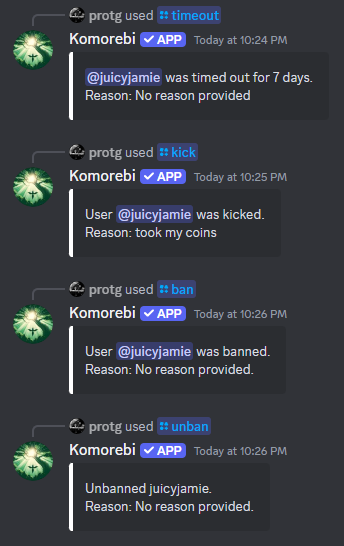 protg used timeout
Komorebi ✓ APP Today at 10:24 PM
@juicyjamie was timed out for 7 days.
Reason: No reason provided
protg used kick
Komorebi ✓ APP Today at 10:25 PM
User @juicyjamie was kicked.
Reason: took my coins
protg used ban
Komorebi ✓ APP Today at 10:26 PM
User @juicyjamie was banned.
Reason: No reason provided.
protg used unban
Komorebi ✓ APP Today at 10:26 PM
Unbanned juicyjamie.
Reason: No reason provided.